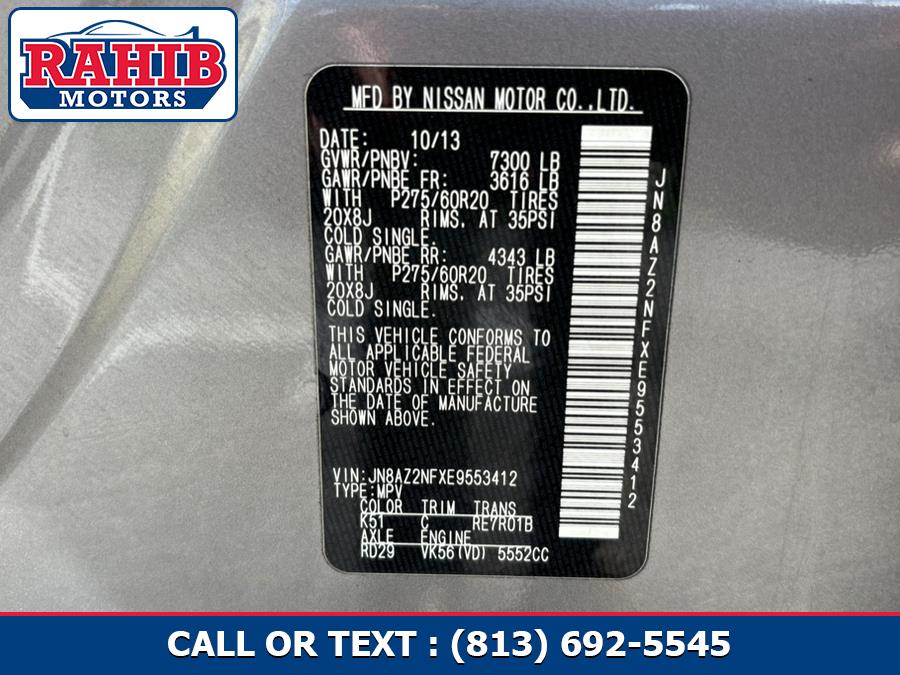 RAHIB
MOTORS
MFD BY NISSAN MOTOR CO.,LTD.
DATE: 10/13
GVWR/PNBV: 7300 LB
GAWR/PNBE FR: 3616 LB
WITH P275/60R20 TIRES
20X8J RIMS, AT 35PSI
COLD SINGLE.
GAWR/PNBE RR: 4343 LB
WITH P275/60R20 TIRES
20X8J RIMS, AT 35PSI
COLD SINGLE.
THIS VEHICLE CONFORMS TO
ALL APPLICABLE FEDERAL
MOTOR VEHICLE SAFETY
STANDARDS IN EFFECT ON
THE DATE OF MANUFACTURE
SHOWN ABOVE.
VIN:JN8AZ2NFXE9553412
TYPE:MPV
COLOR TRIM TRANS
K51 C RE7R01B
AXLE ENGINE
RD29 VK56(VD) 5552CC
JN8AZ2NFXE9553412
CALL OR TEXT : (813) 692-5545